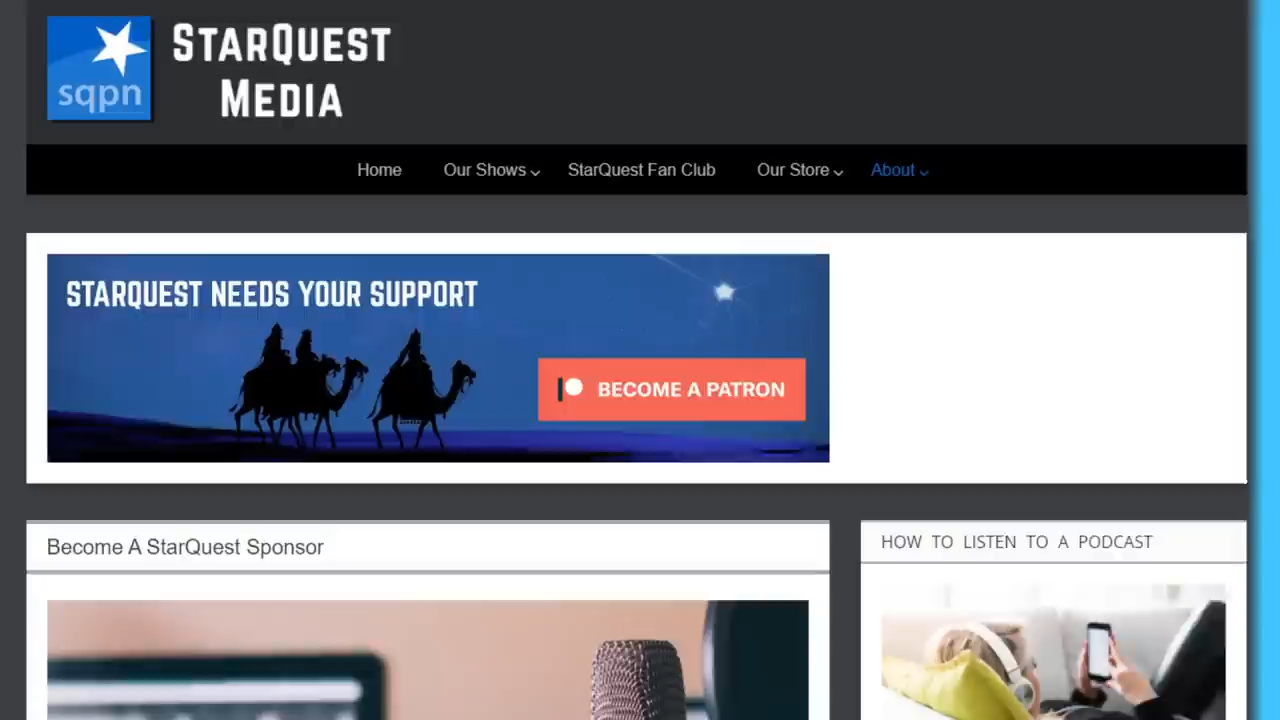 sqpn
STARQUEST
MEDIA
Home Our Shows StarQuest Fan Club Our Store About
STARQUEST NEEDS YOUR SUPPORT
BECOME A PATRON
Become A StarQuest Sponsor
HOW TO LISTEN TO A PODCAST